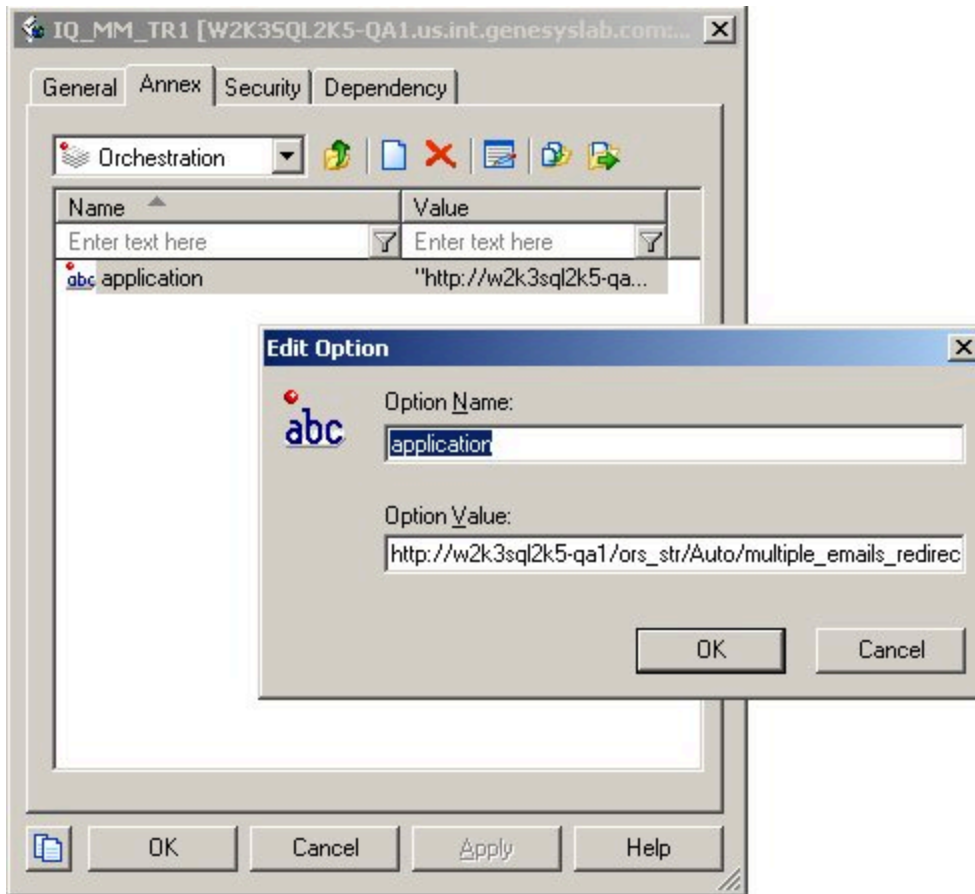 IQ_MM_TR1 [W2K3SQL2K5-QA1.us.int.genesyslab.com:...
General Annex Security Dependency
Orchestration
Name Value
Enter text here Enter text here
abc application "http://w2k3sql2k5-qa...
Edit Option
abc
Option Name:
application
Option Value:
http://w2k3sql2k5-qa1/ors_str/Auto/multiple_emails_redirec
OK Cancel
OK Cancel Apply Help